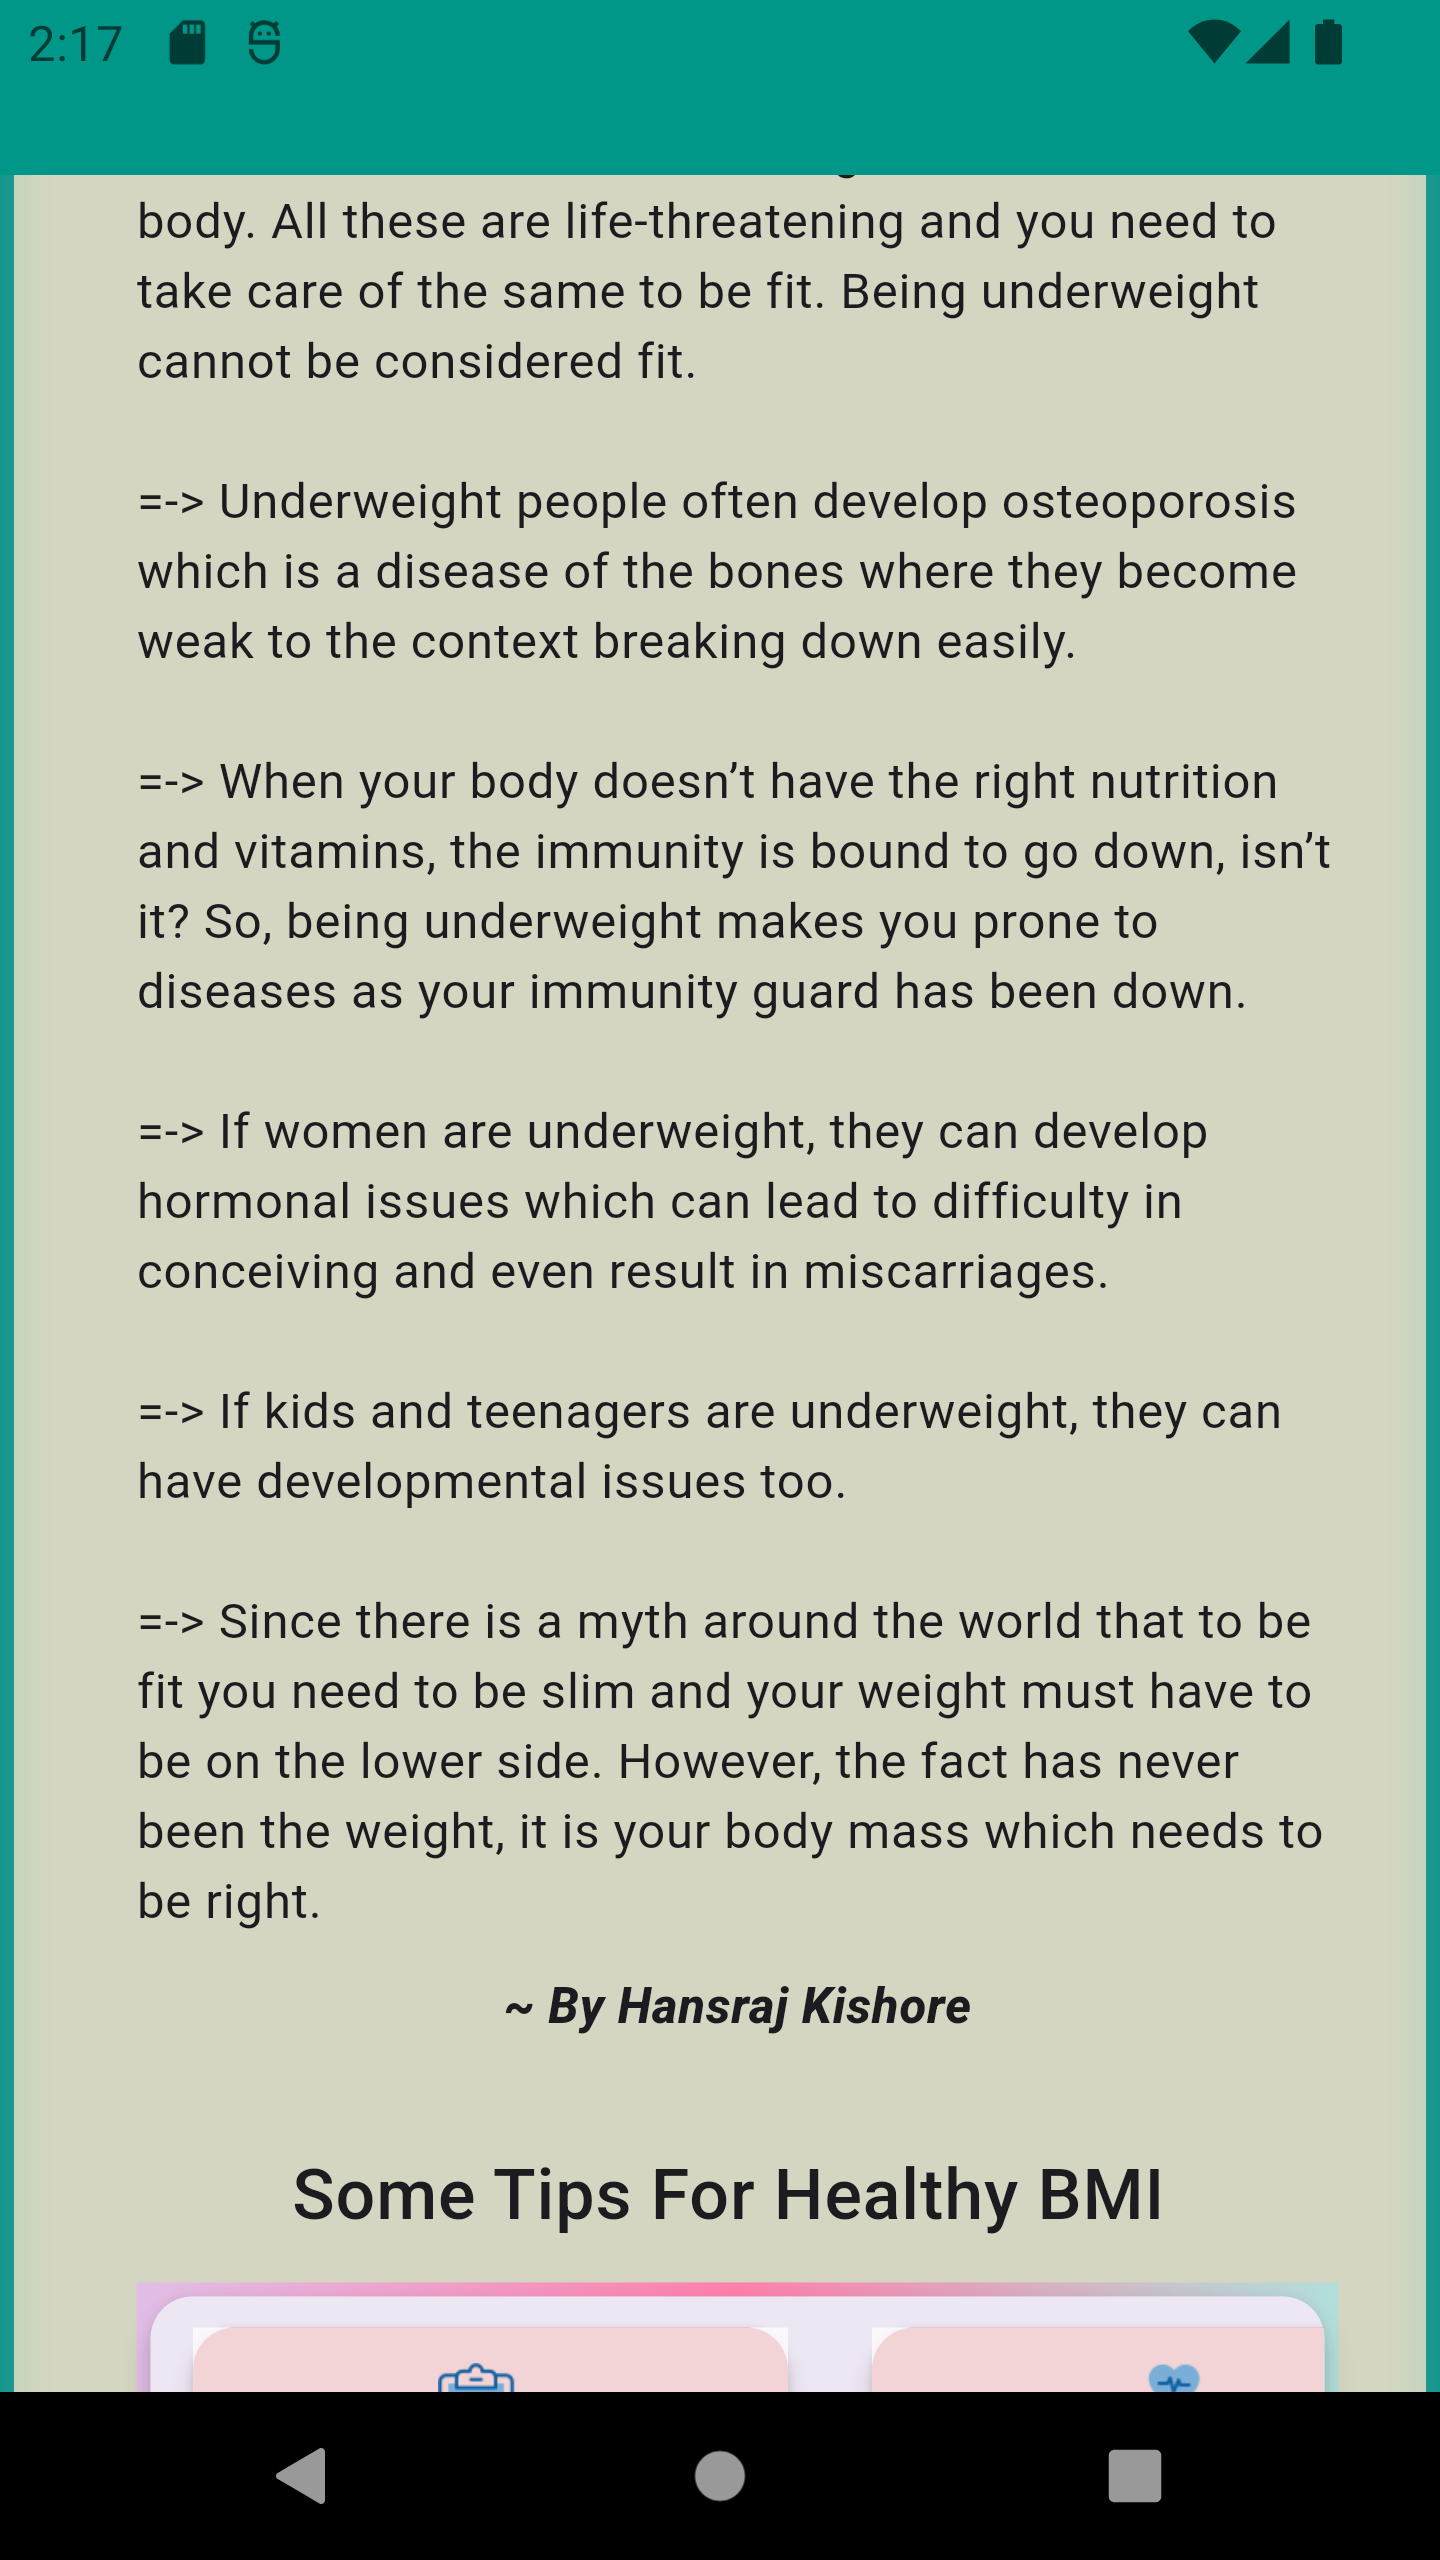 2:17
body. All these are life-threatening and you need to
take care of the same to be fit. Being underweight
cannot be considered fit.
=-> Underweight people often develop osteoporosis
which is a disease of the bones where they become
weak to the context breaking down easily.
=-> When your body doesn’t have the right nutrition
and vitamins, the immunity is bound to go down, isn’t
it? So, being underweight makes you prone to
diseases as your immunity guard has been down.
=-> If women are underweight, they can develop
hormonal issues which can lead to difficulty in
conceiving and even result in miscarriages.
=-> If kids and teenagers are underweight, they can
have developmental issues too.
=-> Since there is a myth around the world that to be
fit you need to be slim and your weight must have to
be on the lower side. However, the fact has never
been the weight, it is your body mass which needs to
be right.
~ By Hansraj Kishore
Some Tips For Healthy BMI